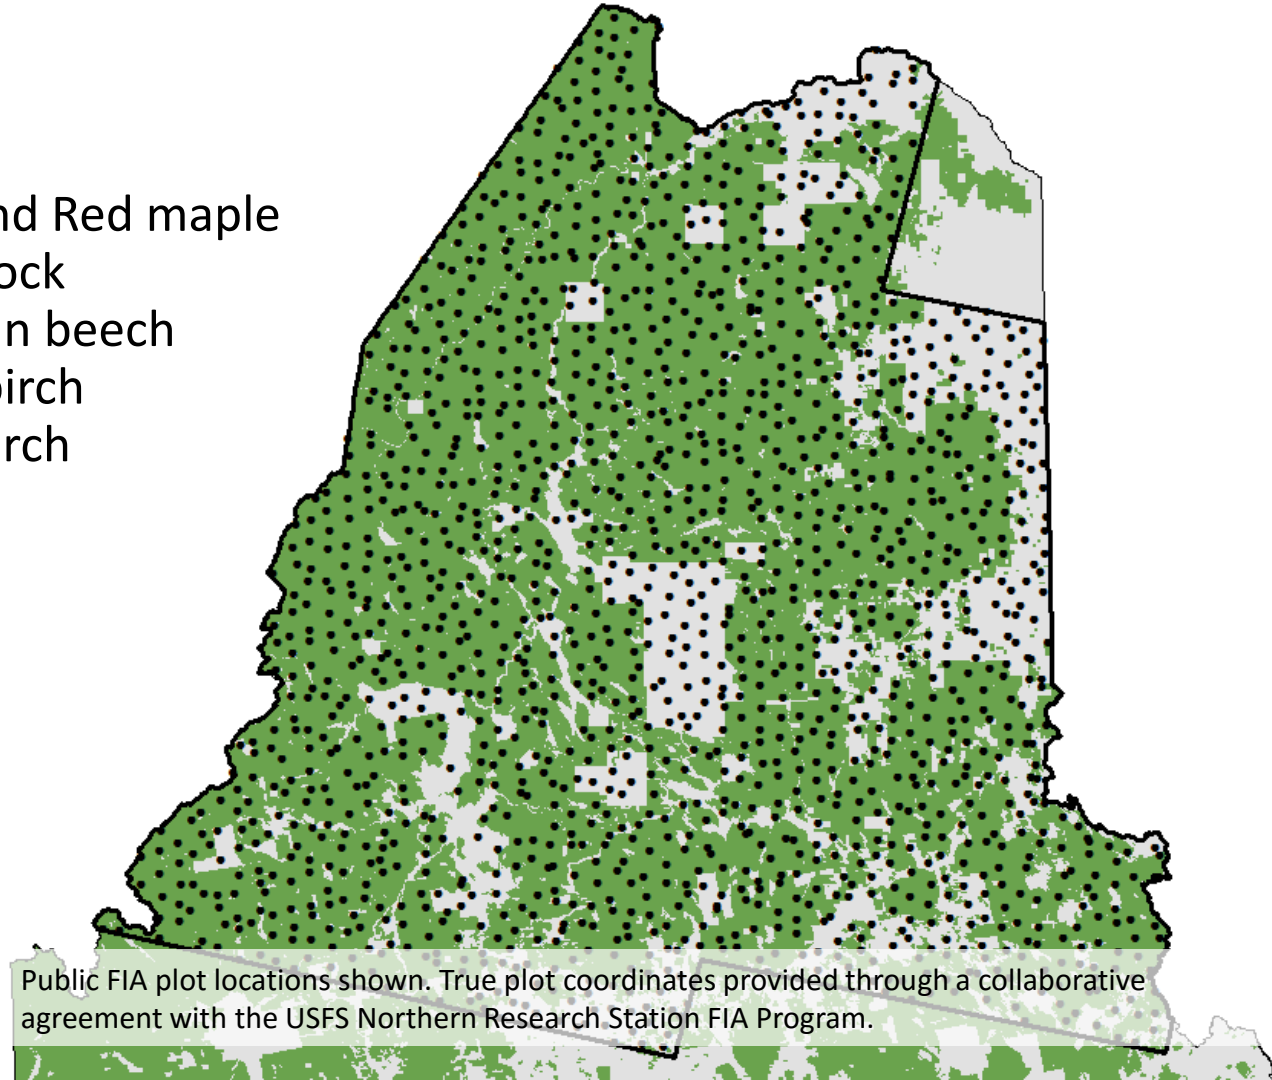 nd Red maple
ock
n beech
birch
rch
Public FIA plot locations shown. True plot coordinates provided through a collaborative
agreement with the USFS Northern Research Station FIA Program.